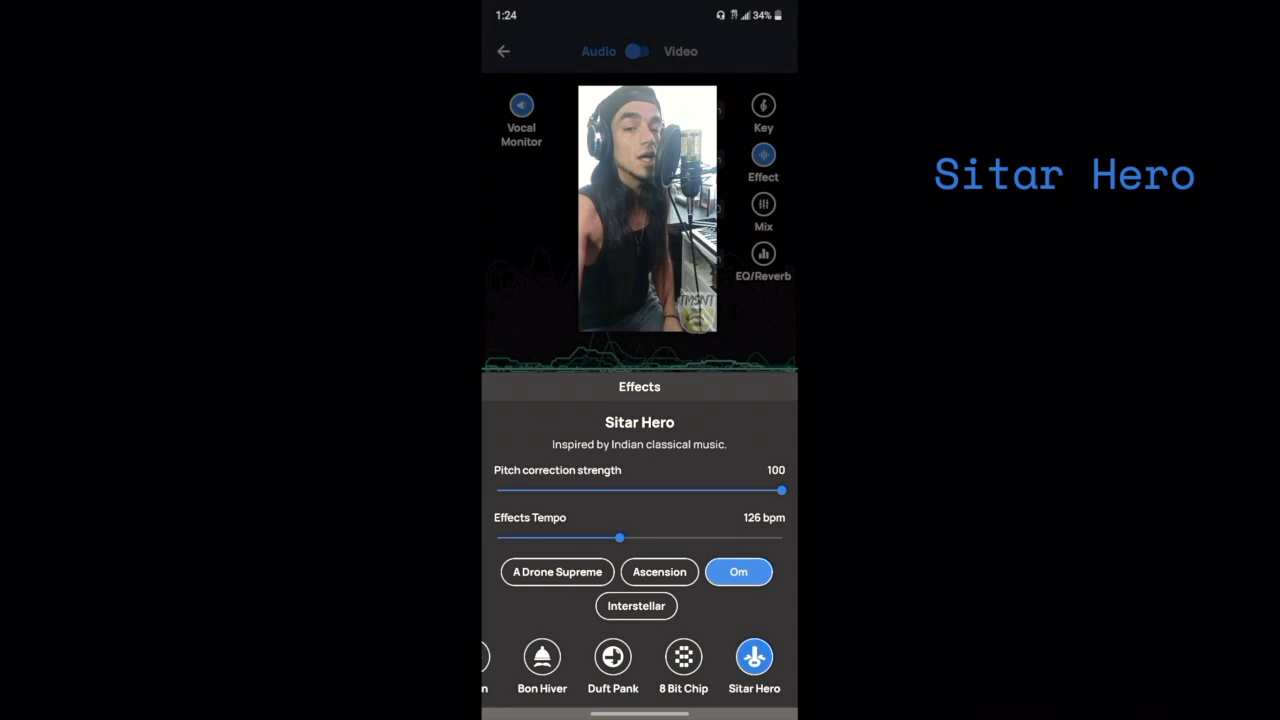 1:24
34%
Audio
Video
Vocal
Monitor
Key
Effect
Mix
EQ/Reverb
Sitar Hero
TMSNT
Effects
Sitar Hero
Inspired by Indian classical music.
Pitch correction strength 100
Effects Tempo 126 bpm
A Drone Supreme Ascension Om
Interstellar
n Bon Hiver Duft Pank 8 Bit Chip Sitar Hero